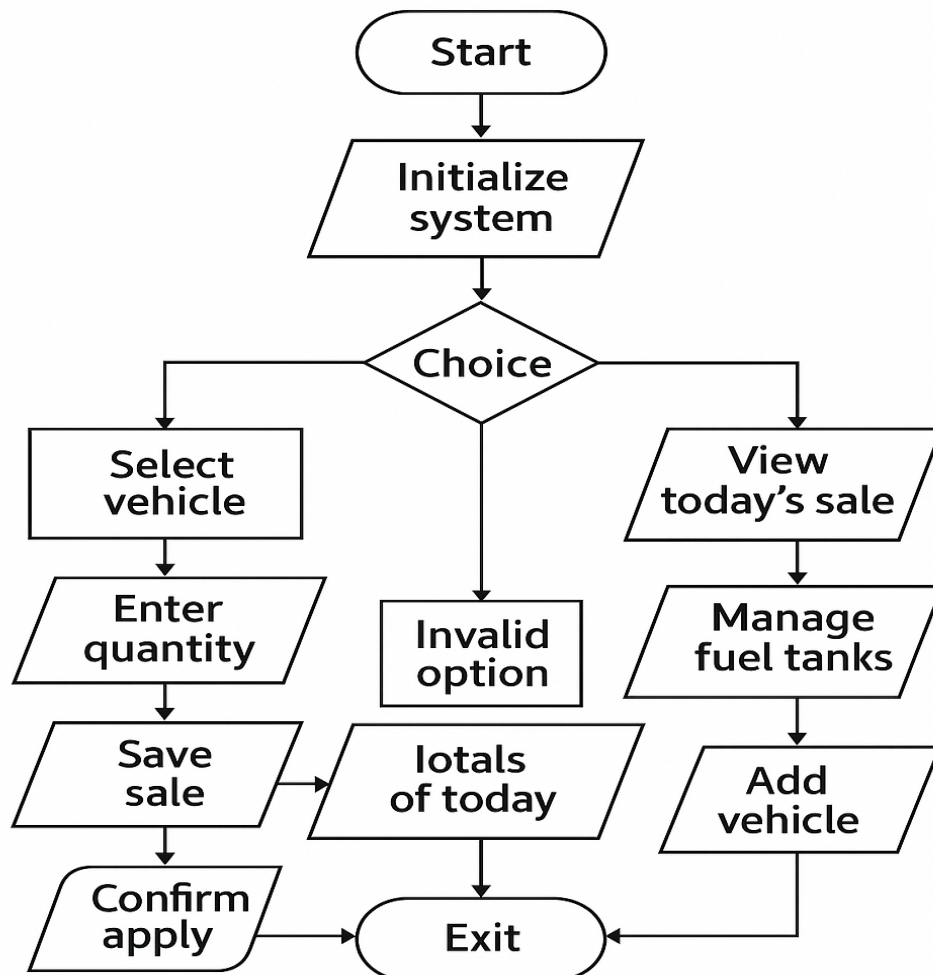 Start
Initialize
system
Choice
Select
vehicle
View
today's sale
Enter
quantity
Invalid
option
Manage
fuel tanks
Save
sale
Iotals
of today
Add
vehicle
Confirm
apply
Exit